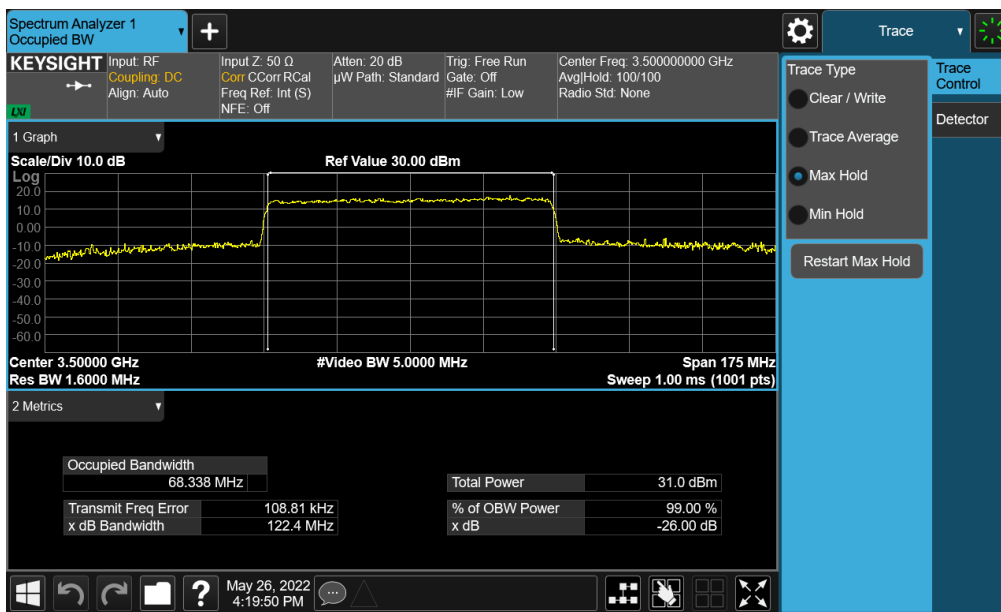 Spectrum Analyzer 1
Occupied BW
Trace
KEYSIGHT
LXI
Input: RF
Coupling: DC
Align: Auto
Input Z: 50 Ω
Corr CCorr RCal
Freq Ref: Int (S)
NFE: Off
Atten: 20 dB
µW Path: Standard
Trig: Free Run
Gate: Off
#IF Gain: Low
Center Freq: 3.500000000 GHz
Avg|Hold: 100/100
Radio Std: None
Trace Type
Clear / Write
Trace Average
Max Hold
Min Hold
Restart Max Hold
Trace
Control
Detector
1 Graph
Scale/Div 10.0 dB
Ref Value 30.00 dBm
Log
20.0
10.0
0.00
-10.0
-20.0
-30.0
-40.0
-50.0
-60.0
Center 3.50000 GHz
#Video BW 5.0000 MHz
Span 175 MHz
Res BW 1.6000 MHz
Sweep 1.00 ms (1001 pts)
2 Metrics
Occupied Bandwidth
68.338 MHz
Total Power 31.0 dBm
Transmit Freq Error 108.81 kHz
% of OBW Power 99.00 %
x dB Bandwidth 122.4 MHz
x dB -26.00 dB
May 26, 2022
4:19:50 PM